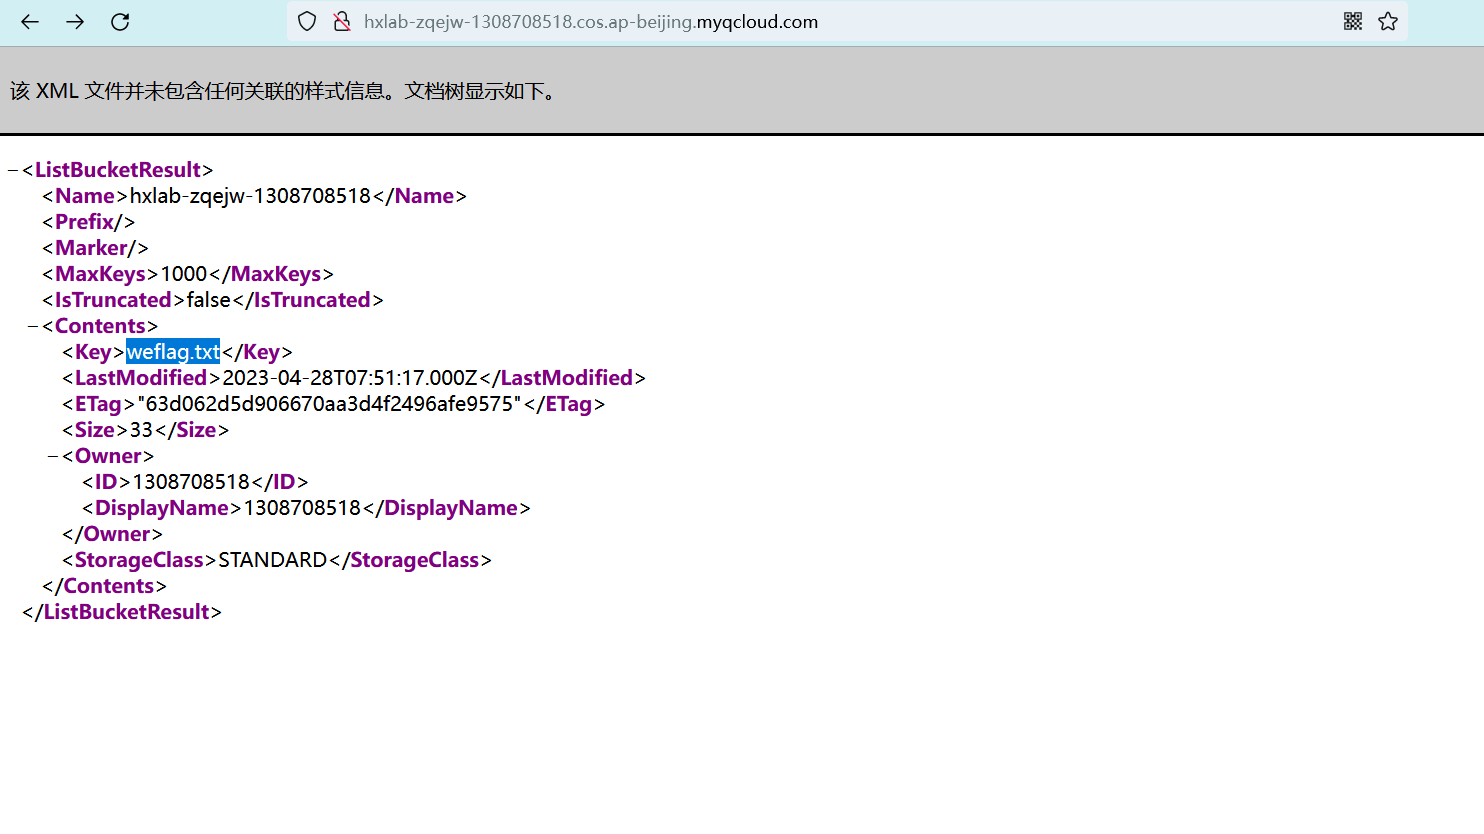 hxlab-zqejw-1308708518.cos.ap-beijing.myqcloud.com
该 XML 文件并未包含任何关联的样式信息。文档树显示如下。
−<ListBucketResult>
<Name>hxlab-zqejw-1308708518</Name>
<Prefix/>
<Marker/>
<MaxKeys>1000</MaxKeys>
<IsTruncated>false</IsTruncated>
−<Contents>
<Key>weflag.txt</Key>
<LastModified>2023-04-28T07:51:17.000Z</LastModified>
<ETag>"63d062d5d906670aa3d4f2496afe9575"</ETag>
<Size>33</Size>
−<Owner>
<ID>1308708518</ID>
<DisplayName>1308708518</DisplayName>
</Owner>
<StorageClass>STANDARD</StorageClass>
</Contents>
</ListBucketResult>